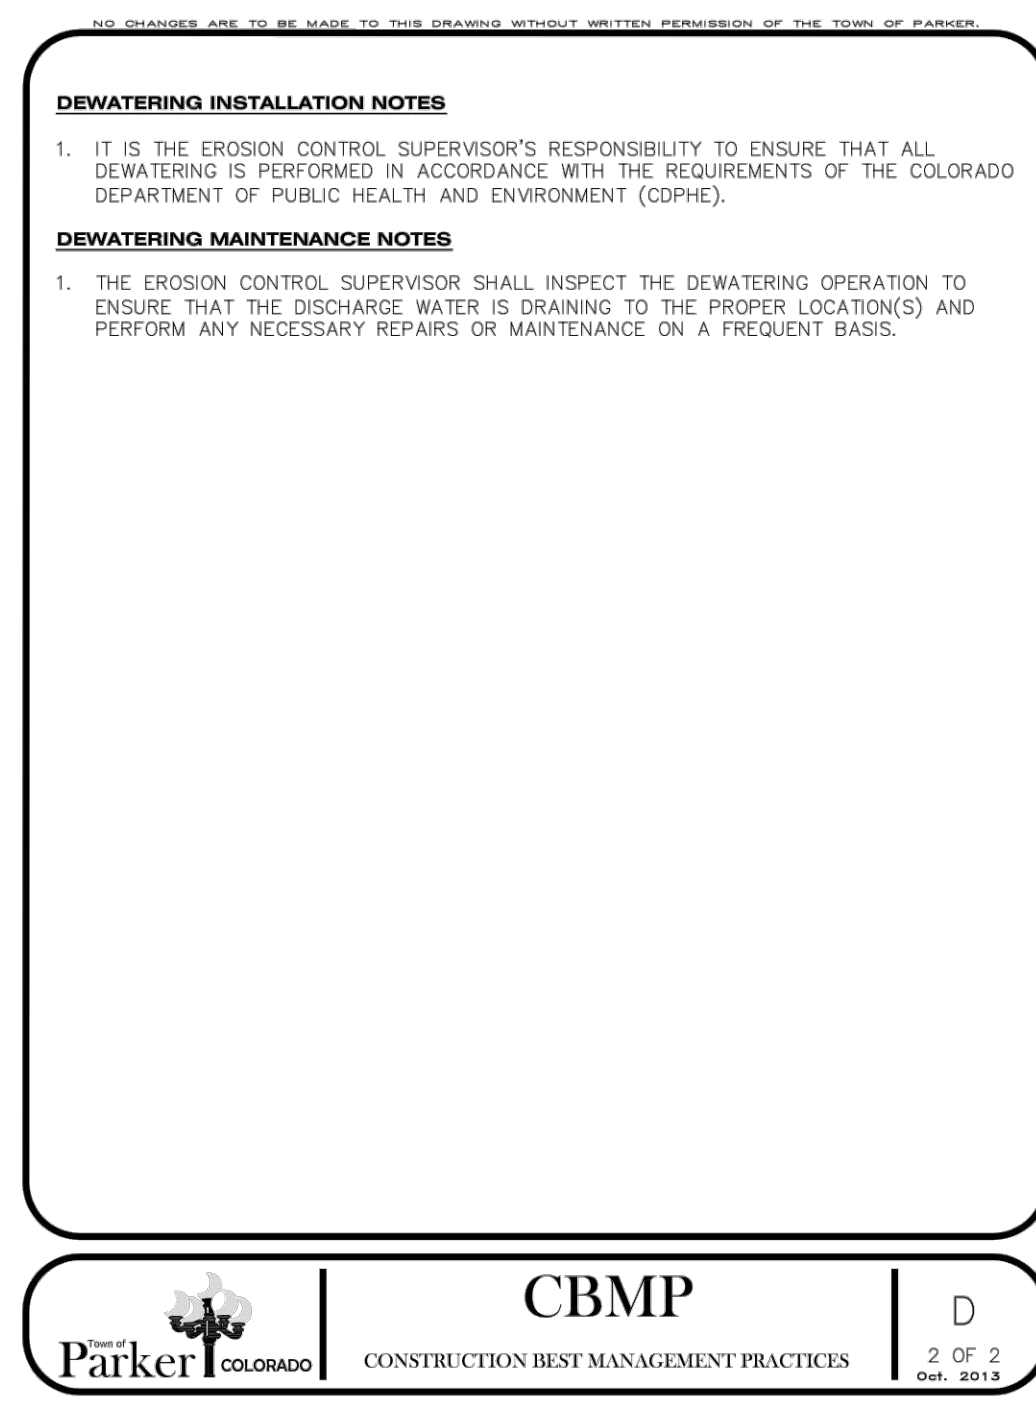 NO CHANGES ARE TO BE MADE TO THIS DRAWING WITHOUT WRITTEN PERMISSION OF THE TOWN OF PARKER.
DEWATERING INSTALLATION NOTES
1. IT IS THE EROSION CONTROL SUPERVISOR'S RESPONSIBILITY TO ENSURE THAT ALL
DEWATERING IS PERFORMED IN ACCORDANCE WITH THE REQUIREMENTS OF THE COLORADO
DEPARTMENT OF PUBLIC HEALTH AND ENVIRONMENT (CDPHE).
DEWATERING MAINTENANCE NOTES
1. THE EROSION CONTROL SUPERVISOR SHALL INSPECT THE DEWATERING OPERATION TO
ENSURE THAT THE DISCHARGE WATER IS DRAINING TO THE PROPER LOCATION(S) AND
PERFORM ANY NECESSARY REPAIRS OR MAINTENANCE ON A FREQUENT BASIS.
Town of
Parker COLORADO
CBMP
CONSTRUCTION BEST MANAGEMENT PRACTICES
D
2 OF 2
Oct. 2013